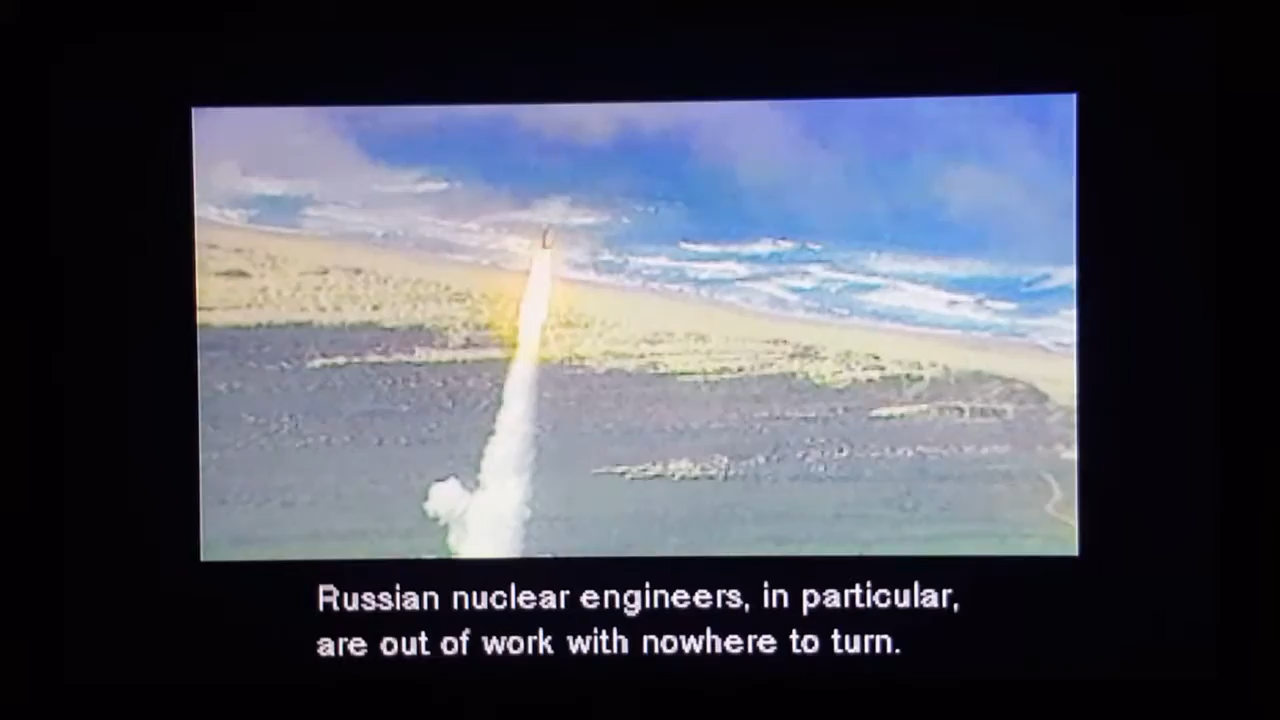 Russian nuclear engineers, in particular,
are out of work with nowhere to turn.